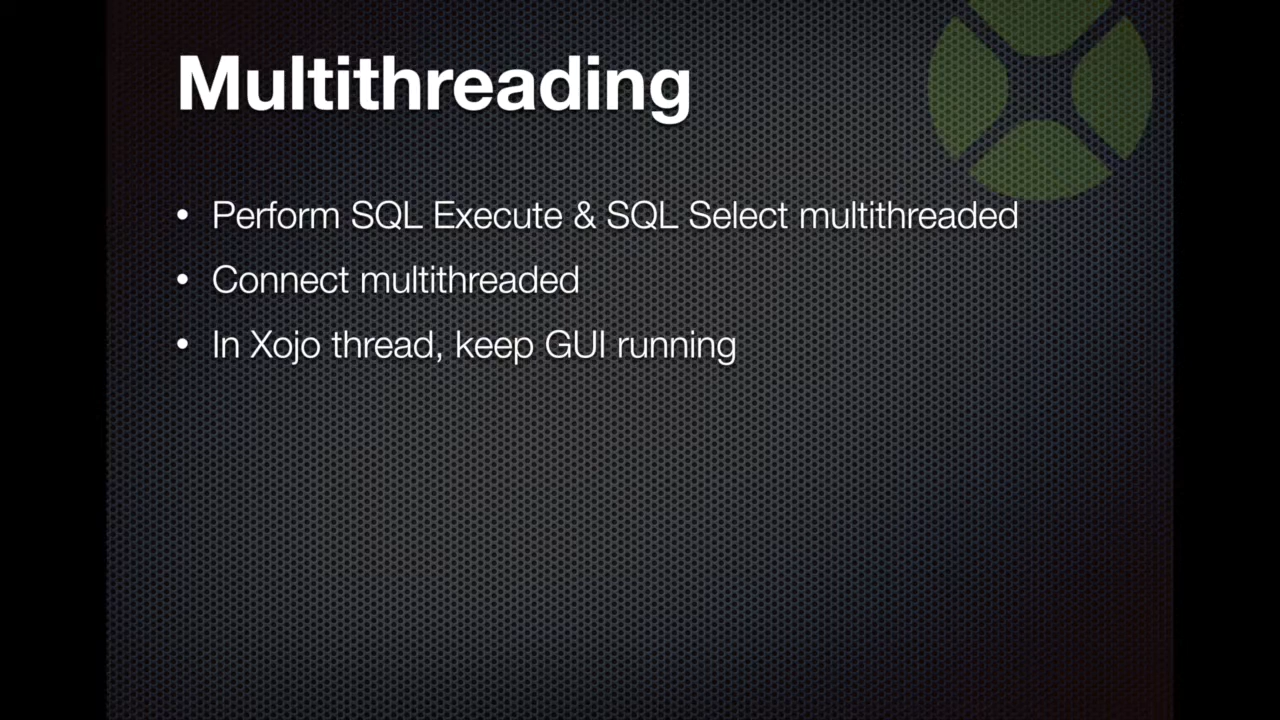 Multithreading
• Perform SQL Execute & SQL Select multithreaded
• Connect multithreaded
• In Xojo thread, keep GUI running